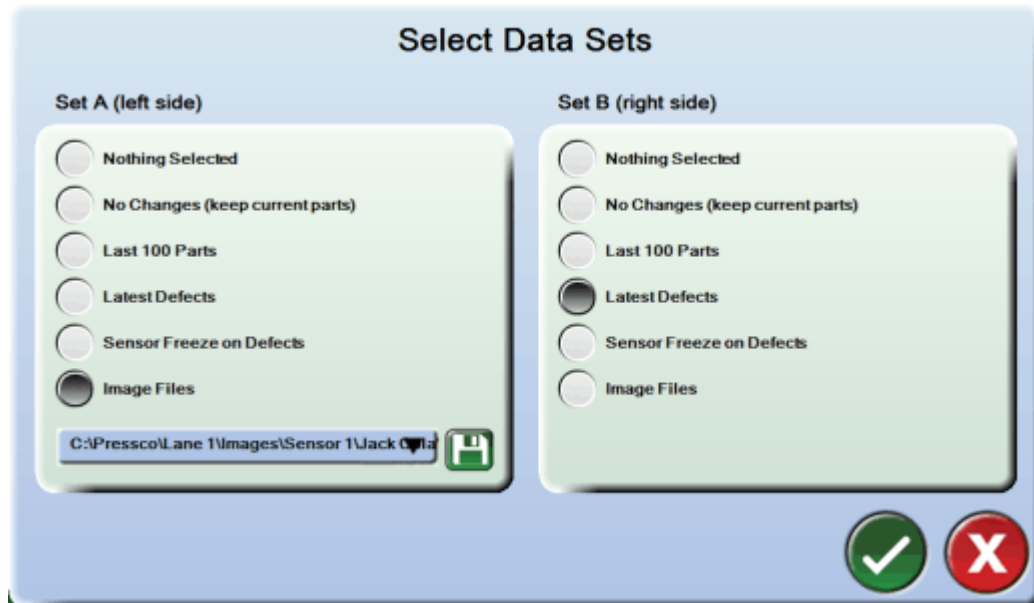 Select Data Sets
Set A (left side)
Nothing Selected
No Changes (keep current parts)
Last 100 Parts
Latest Defects
Sensor Freeze on Defects
Image Files
C:\Pressco\Lane 1\Images\Sensor 1\Jack
Set B (right side)
Nothing Selected
No Changes (keep current parts)
Last 100 Parts
Latest Defects
Sensor Freeze on Defects
Image Files